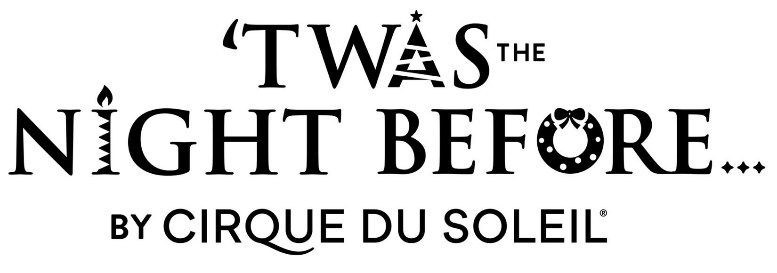 ‘TWAS THE
NIGHT BEFORE...
BY CIRQUE DU SOLEIL®